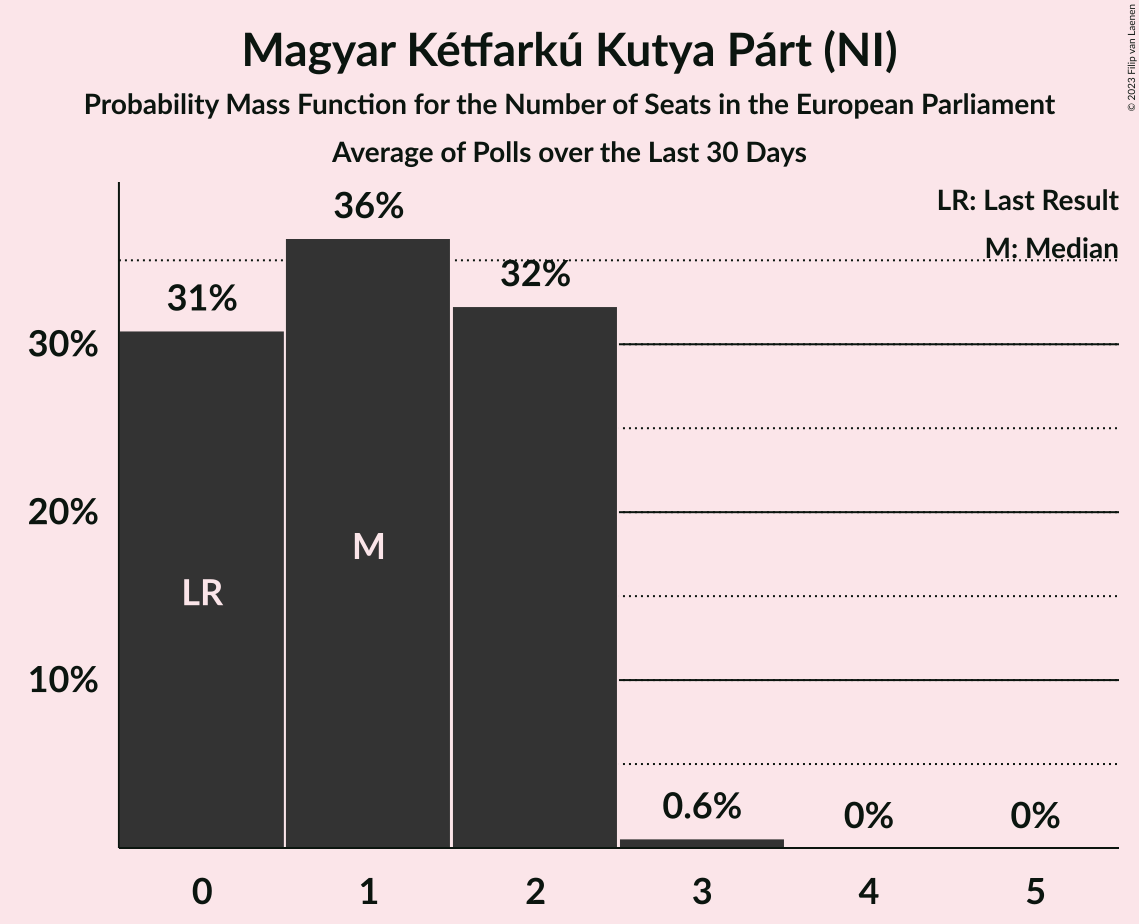 Magyar Kétfarkú Kutya Párt (NI)
Probability Mass Function for the Number of Seats in the European Parliament
Average of Polls over the Last 30 Days
© 2023 Filip van Laenen
LR: Last Result
M: Median
36%
32%
31%
30%
20%
10%
LR
M
0.6%
0%
0%
0
1
2
3
4
5